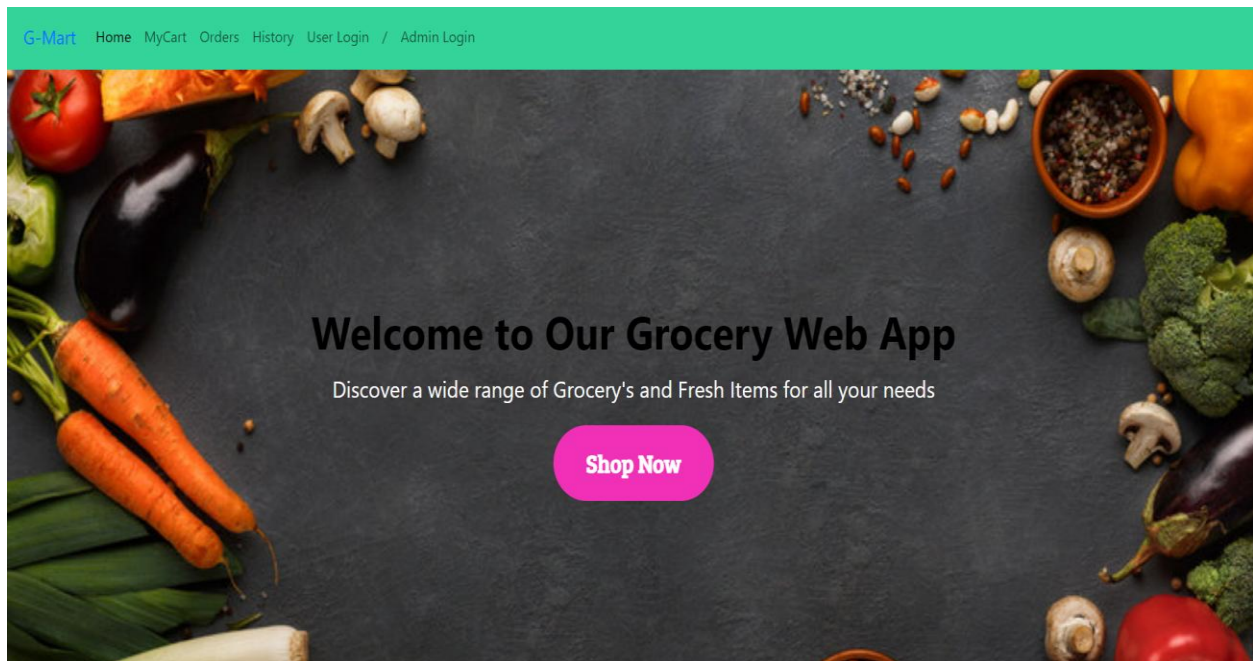 G-Mart Home MyCart Orders History User Login / Admin Login
Welcome to Our Grocery Web App
Discover a wide range of Grocery's and Fresh Items for all your needs
Shop Now